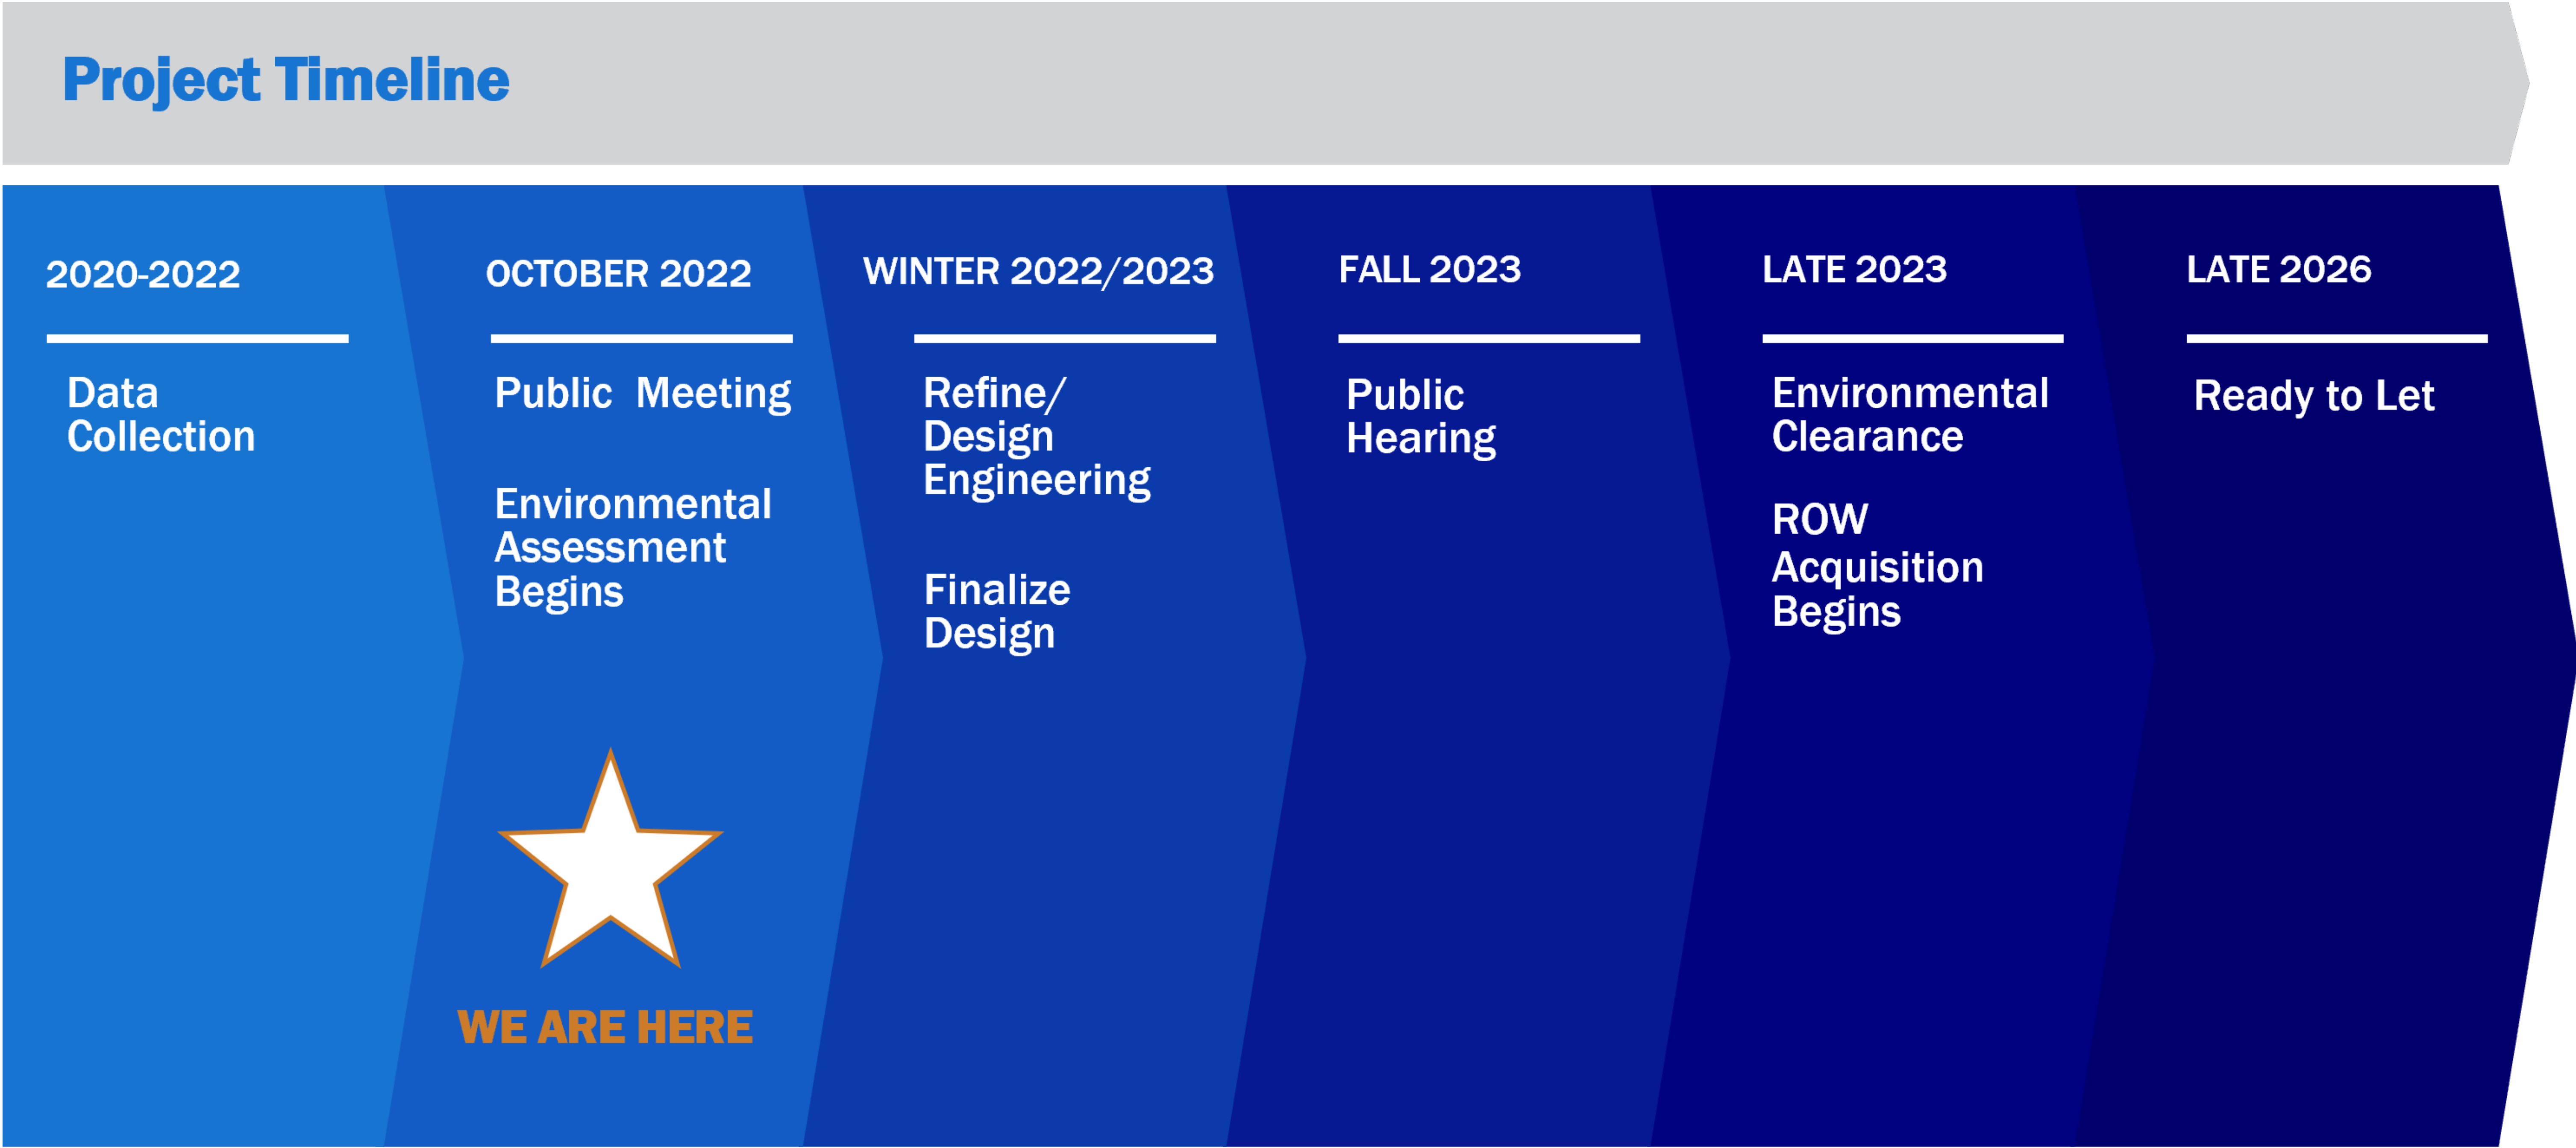 Project Timeline
2020-2022
Data
Collection
OCTOBER 2022
Public Meeting
Environmental
Assessment
Begins
WE ARE HERE
WINTER 2022/2023
Refine/
Design
Engineering
Finalize
Design
FALL 2023
Public
Hearing
LATE 2023
Environmental
Clearance
ROW
Acquisition
Begins
LATE 2026
Ready to Let